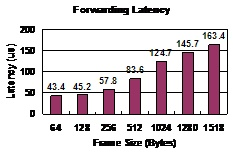 Forwarding Latency
Latency (us)
200
150
100
50
0
43.4 45.2 57.8 83.6 124.7 145.7 163.4
64 128 256 512 1024 1280 1518
Frame Size (Bytes)